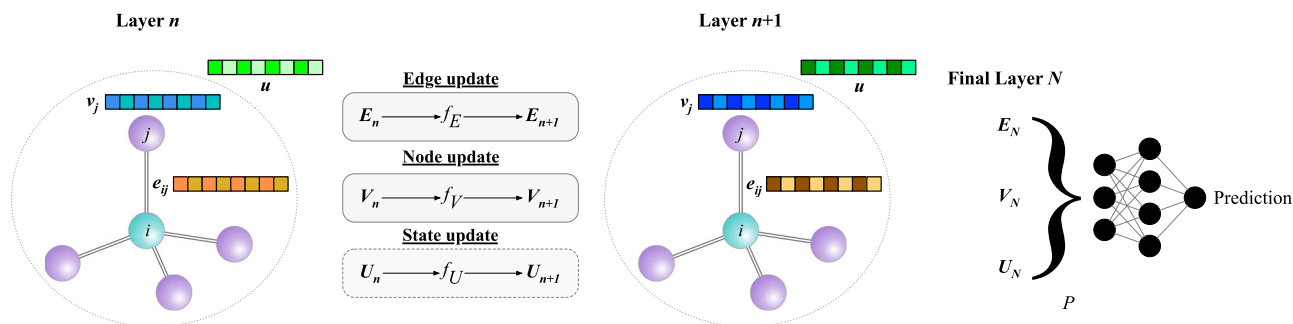 Layer n
u
v_j
j
e_ij
i
Edge update
E_n f_E E_n+1
Node update
V_n f_V V_n+1
State update
U_n f_U U_n+1
Layer n+1
u
v_j
j
e_ij
i
Final Layer N
E_N
V_N
U_N
P
Prediction